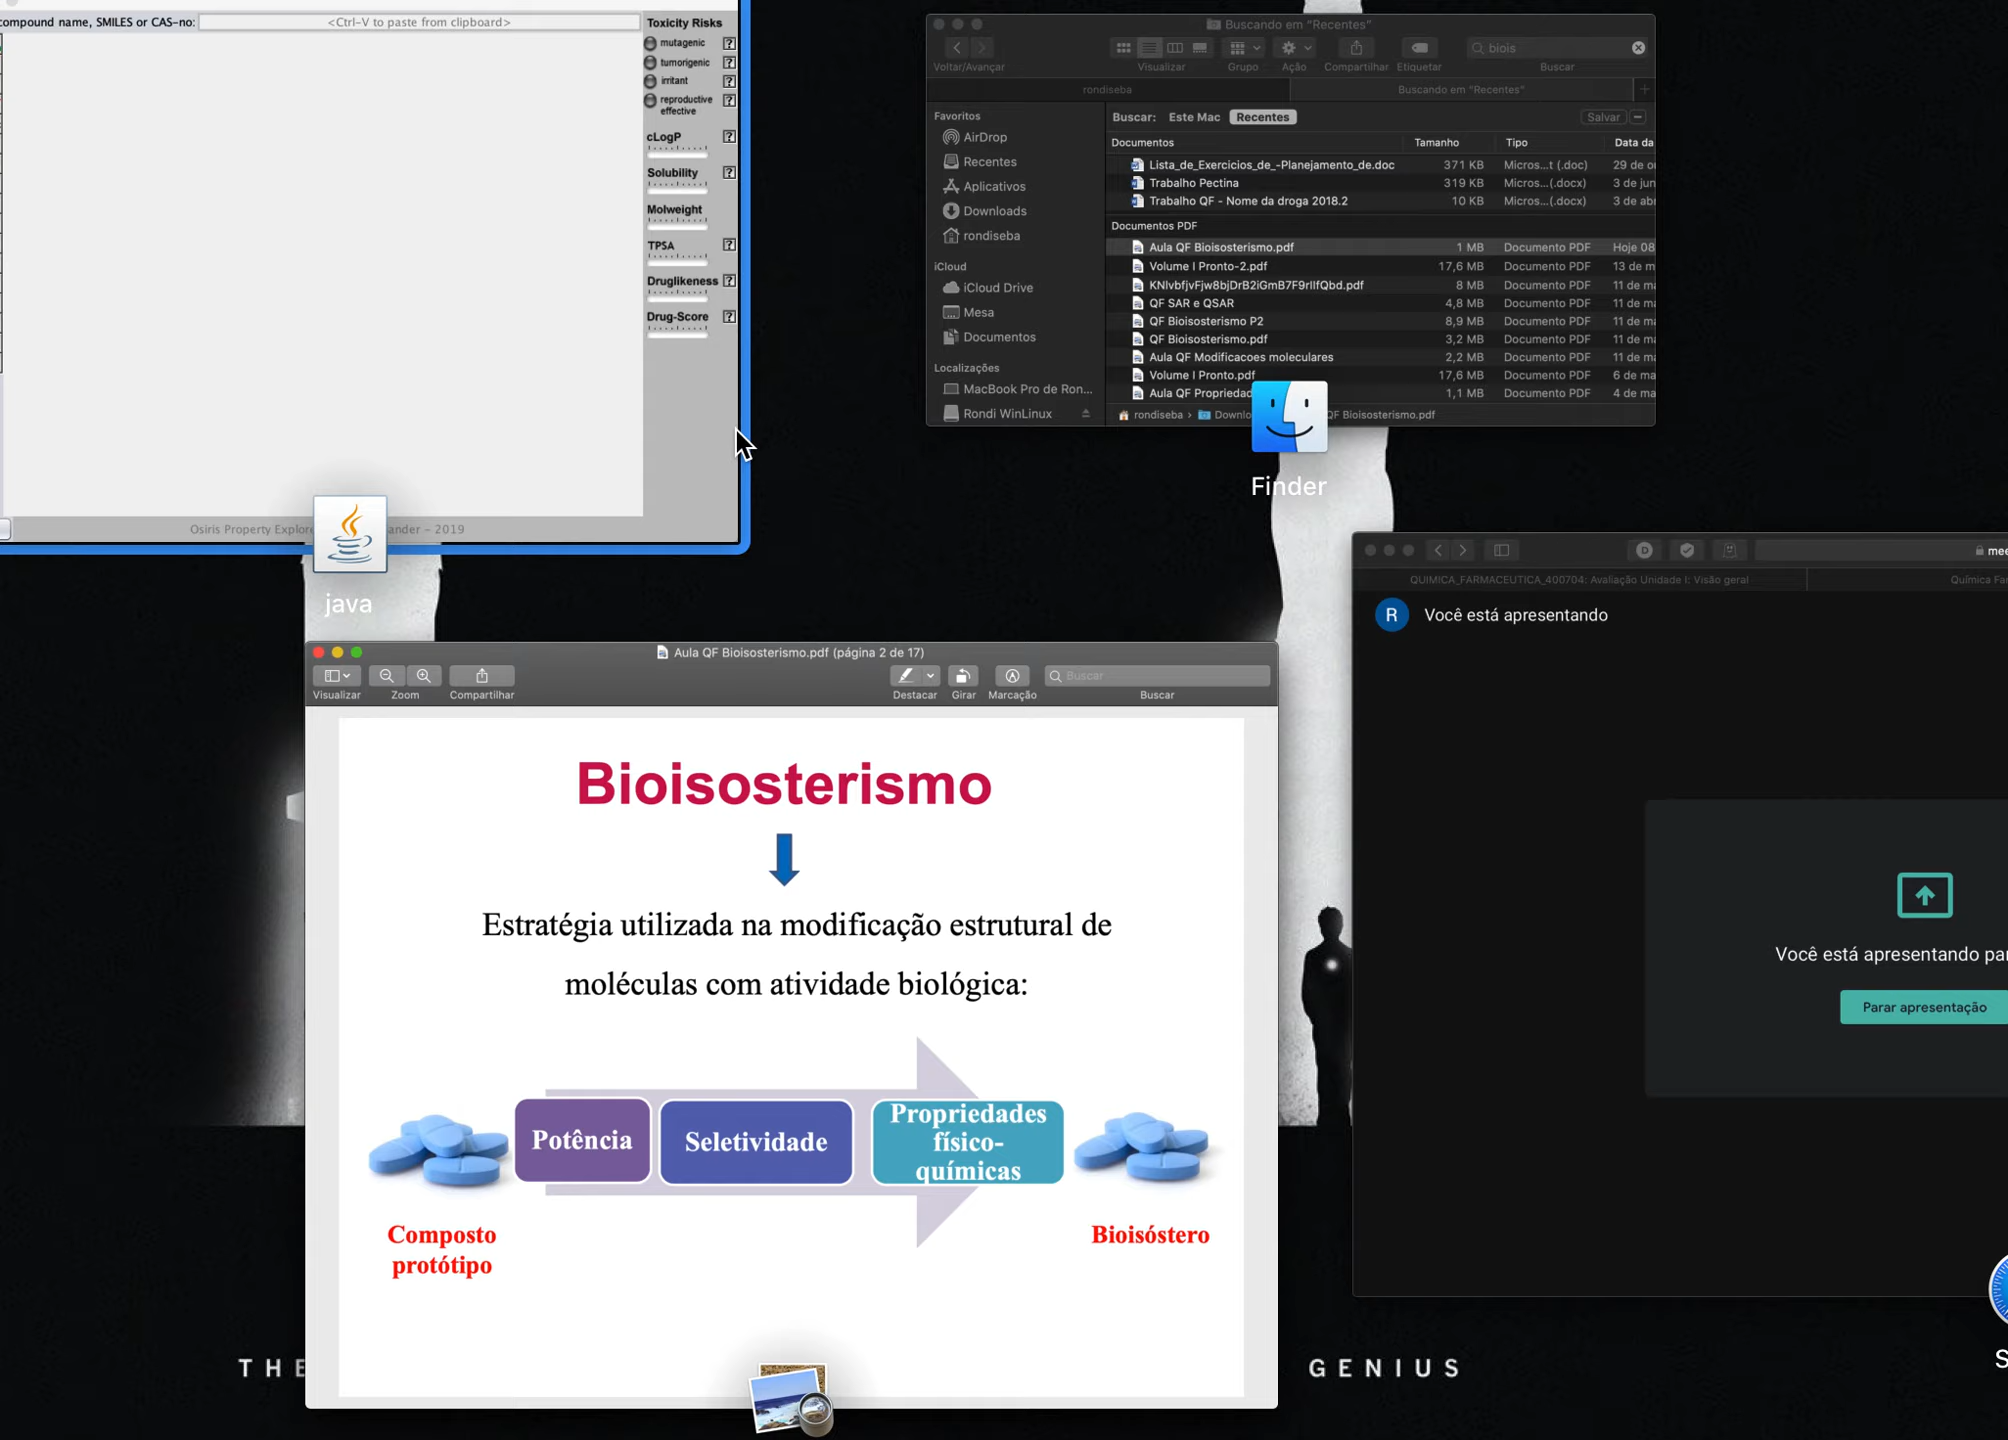 compound name, SMILES or CAS-no:
<Ctrl-V to paste from clipboard>
Toxicity Risks
mutagenic ?
tumorigenic ?
irritant ?
reproductive effective ?
cLogP ?
Solubility ?
Molweight
TPSA ?
Druglikeness ?
Drug-Score ?
Osiris Property Explor
ander – 2019
java
Buscando em "Recentes"
Voltar/Avançar
Visualizar
Grupo
Ação
Compartilhar
Etiquetar
biois
Buscar
rondiseba
Buscando em "Recentes"
Favoritos
AirDrop
Recentes
Aplicativos
Downloads
rondiseba
iCloud
iCloud Drive
Mesa
Documentos
Localizações
MacBook Pro de Ron...
Rondi WinLinux
Buscar: Este Mac Recentes Salvar
Documentos Tamanho Tipo Data da
Lista_de_Exercicios_de_-Planejamento_de.doc 371 KB Micros...t (.doc) 29 de o
Trabalho Pectina 319 KB Micros...(.docx) 3 de jun
Trabalho QF - Nome da droga 2018.2 10 KB Micros...(.docx) 3 de ab
Documentos PDF
Aula QF Bioisosterismo.pdf 1 MB Documento PDF Hoje 08
Volume I Pronto-2.pdf 17,6 MB Documento PDF 13 de m
KNlvbfjvFjw8bjDrB2iGmB7F9rIlfQbd.pdf 8 MB Documento PDF 11 de m
QF SAR e QSAR 4,8 MB Documento PDF 11 de m
QF Bioisosterismo P2 8,9 MB Documento PDF 11 de m
QF Bioisosterismo.pdf 3,2 MB Documento PDF 11 de m
Aula QF Modificacoes moleculares 2,2 MB Documento PDF 11 de m
Volume I Pronto.pdf 17,6 MB Documento PDF 6 de m
Aula QF Propriedad 1,1 MB Documento PDF 4 de m
rondiseba › Downlo QF Bioisosterismo.pdf
Finder
mee
QUIMICA_FARMACEUTICA_400704: Avaliação Unidade I: Visão geral
Química Fa
R Você está apresentando
Você está apresentando par
Parar apresentação
Aula QF Bioisosterismo.pdf (página 2 de 17)
Buscar
Visualizar
Zoom
Compartilhar
Destacar
Girar
Marcação
Buscar
Bioisosterismo
Estratégia utilizada na modificação estrutural de
moléculas com atividade biológica:
Potência
Seletividade
Propriedades
físico-
químicas
Composto
protótipo
Bioisóstero
THE
GENIUS
S